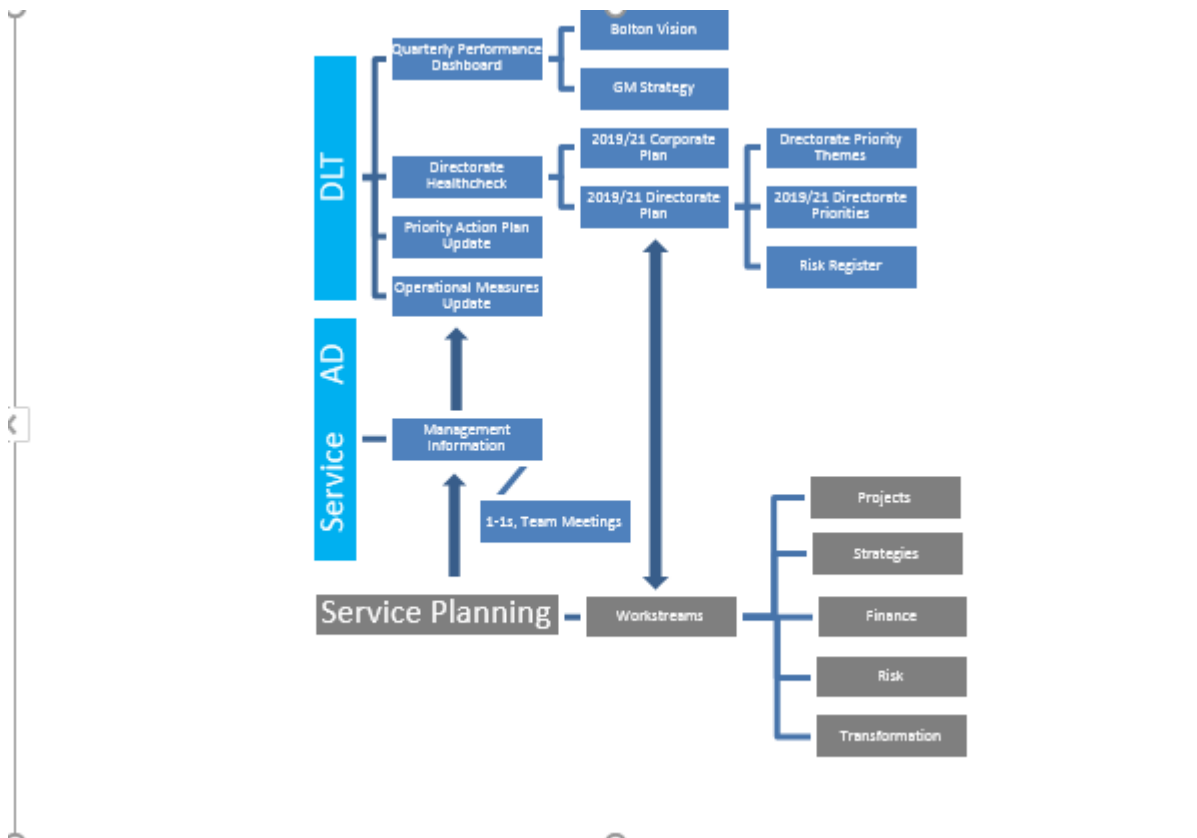 Bolton Vision
Quarterly Performance
Dashboard
GM Strategy
DLT
2019/21 Corporate
Plan
Drectorate Priority
Themes
Directorate
Healthcheck
2019/21 Directorate
Plan
2019/21 Directorate
Priorities
Priority Action Plan
Update
Risk Register
Operational Measures
Update
Service AD
Management
Information
1-1s, Team Meetings
Service Planning
Workstreams
Projects
Strategies
Finance
Risk
Transformation